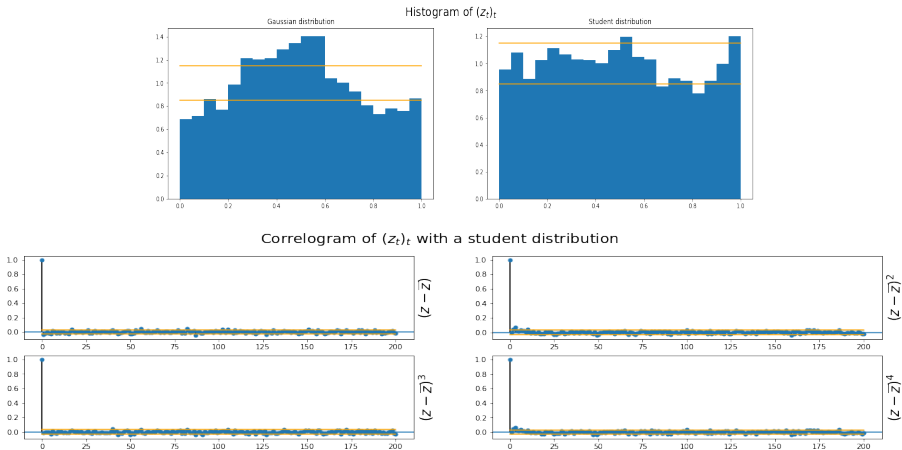 Histogram of (z_t)_t
Gaussian distribution
Student distribution
1.4
1.2
1.0
0.8
0.6
0.4
0.2
0.0
0.0 0.2 0.4 0.6 0.8 1.0
1.2
1.0
0.8
0.6
0.4
0.2
0.0
0.0 0.2 0.4 0.6 0.8 1.0
Correlogram of (z_t)_t with a student distribution
1.0
0.8
0.6
0.4
0.2
0.0
0 25 50 75 100 125 150 175 200
(z − z̅)
1.0
0.8
0.6
0.4
0.2
0.0
0 25 50 75 100 125 150 175 200
(z − z̅)²
1.0
0.8
0.6
0.4
0.2
0.0
0 25 50 75 100 125 150 175 200
(z − z̅)³
1.0
0.8
0.6
0.4
0.2
0.0
0 25 50 75 100 125 150 175 200
(z − z̅)⁴